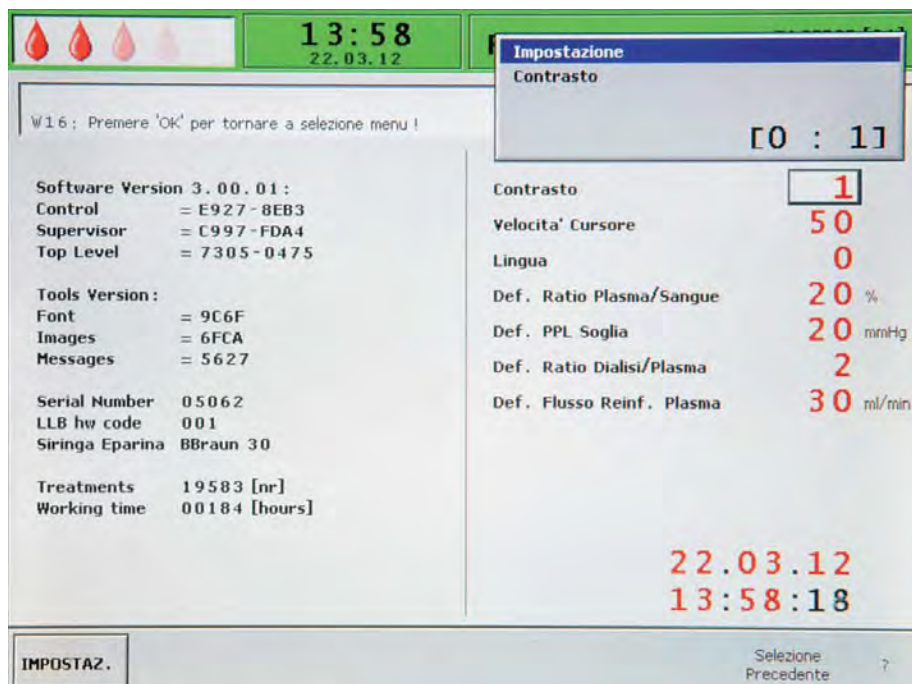 13:58
22.03.12
Impostazione
Contrasto
[0 : 1]
W16: Premere 'OK' per tornare a selezione menu !
Software Version 3.00.01:
Control = E927-8EB3
Supervisor = C997-FDA4
Top Level = 7305-0475
Tools Version:
Font = 9C6F
Images = 6FCA
Messages = 5627
Serial Number 05062
LLB hw code 001
Siringa Eparina BBraun 30
Treatments 19583 [nr]
Working time 00184 [hours]
Contrasto 1
Velocita' Cursore 50
Lingua 0
Def. Ratio Plasma/Sangue 20 %
Def. PPL Soglia 20 mmHg
Def. Ratio Dialisi/Plasma 2
Def. Flusso Reinf. Plasma 30 ml/min
22.03.12
13:58:18
IMPOSTAZ.
Selezione
Precedente
?